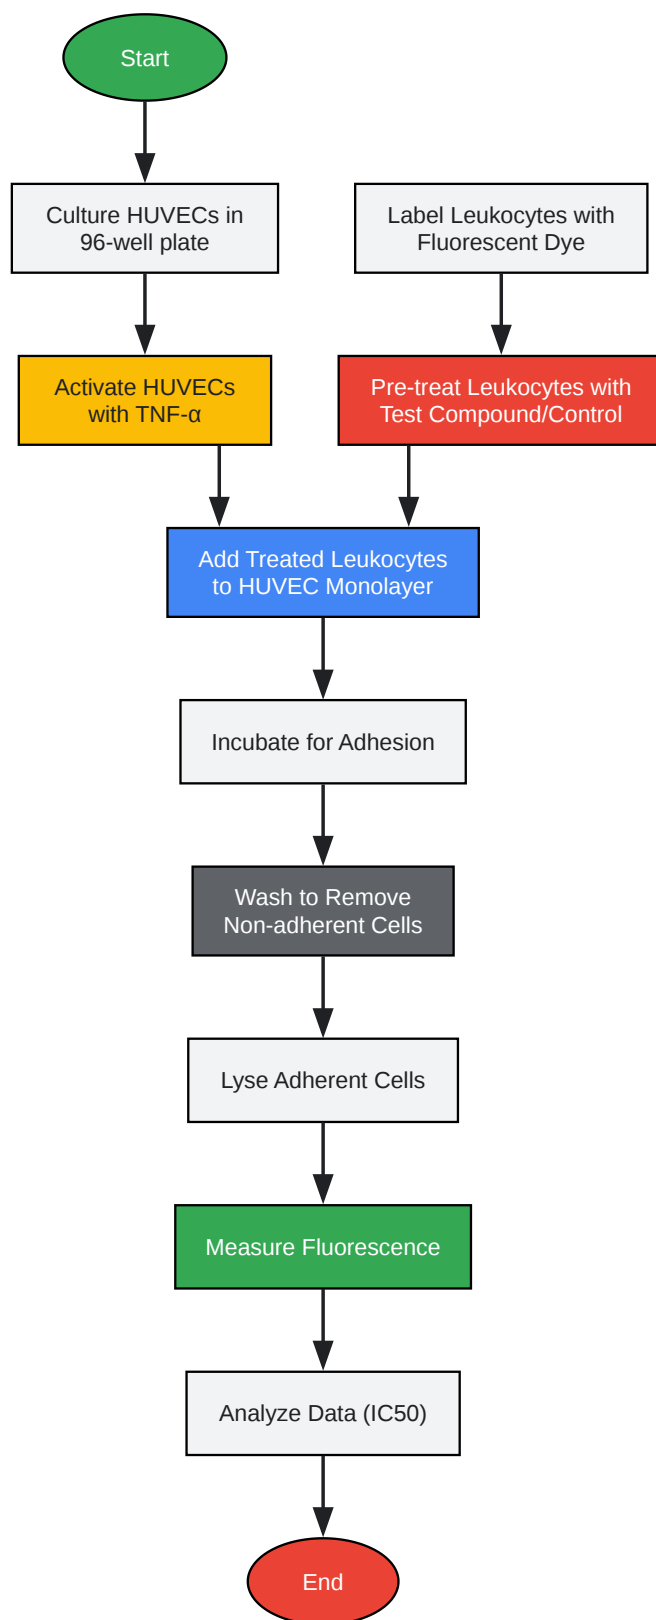 Start
Culture HUVECs in
96-well plate
Label Leukocytes with
Fluorescent Dye
Activate HUVECs
with TNF-α
Pre-treat Leukocytes with
Test Compound/Control
Add Treated Leukocytes
to HUVEC Monolayer
Incubate for Adhesion
Wash to Remove
Non-adherent Cells
Lyse Adherent Cells
Measure Fluorescence
Analyze Data (IC50)
End